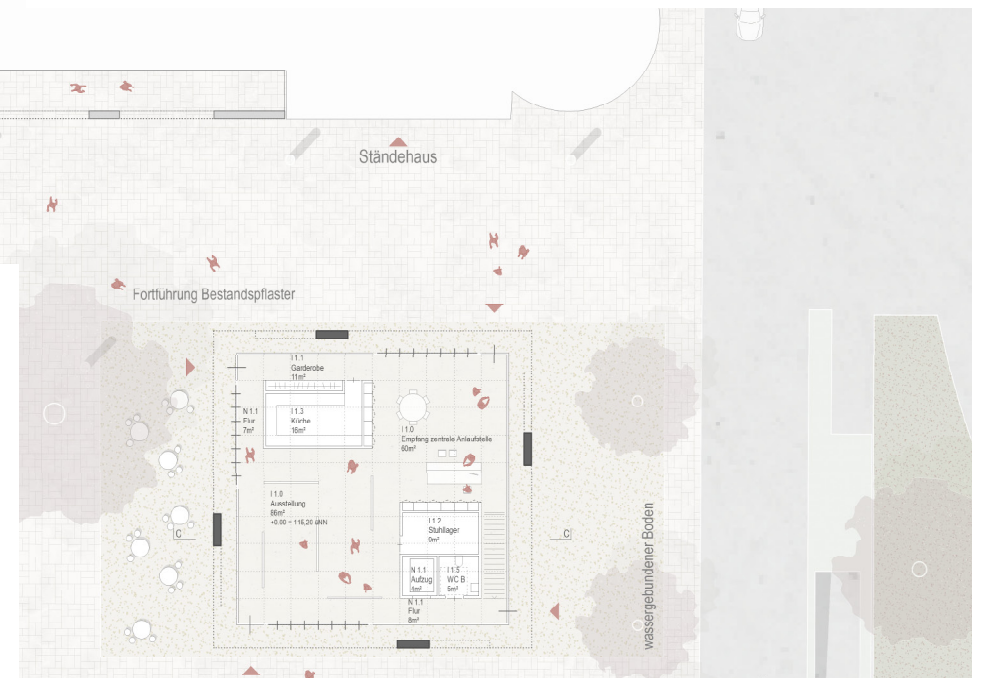 Ständehaus
Fortführung Bestandspflaster
I 1.1
Garderobe
11m²
N 1.1
Flur
7m²
I 1.3
Küche
16m²
I 1.0
Empfang zentrale Anlaufstelle
60m²
I 1.0
Ausstellung
86m²
+0.00 = 115,20 üNN
I 1.2
Stuhllager
9m²
C
C
N 1.1
Aufzug
4m²
I 1.5
WC B
5m²
N 1.1
Flur
8m²
wassergebundener Boden